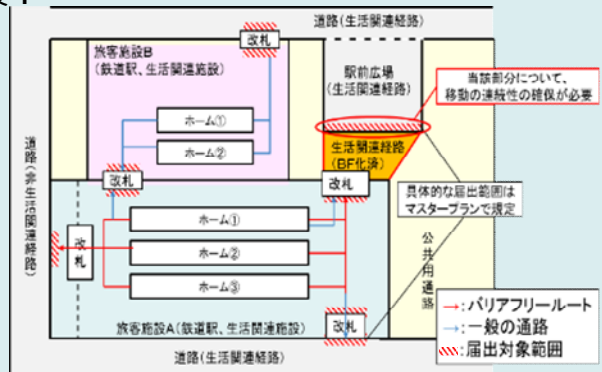 道路(生活関連経路)
改札
旅客施設B
(鉄道駅、生活関連施設)
駅前広場
(生活関連経路)
当該部分について、
移動の連続性の確保が必要
ホーム①
ホーム②
生活関連経路
(BF化済)
道路(非生活関連経路)
改札
改札
具体的な届出範囲は
マスタープランで規定
ホーム①
改札
ホーム②
公共用通路
ホーム③
→:バリアフリールート
→:一般の通路
:届出対象範囲
旅客施設A(鉄道駅、生活関連施設)
改札
道路(生活関連経路)